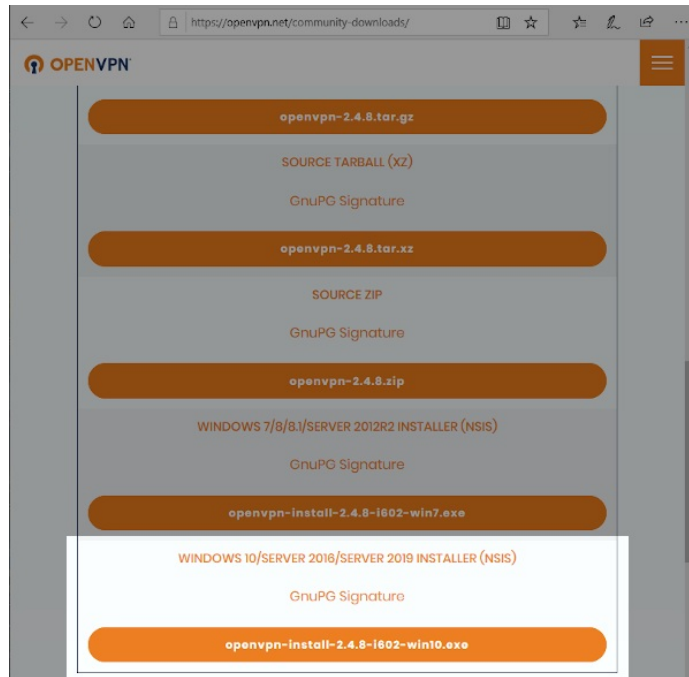 https://openvpn.net/community-downloads/
OPENVPN
openvpn-2.4.8.tar.gz
SOURCE TARBALL (XZ)
GnuPG Signature
openvpn-2.4.8.tar.xz
SOURCE ZIP
GnuPG Signature
openvpn-2.4.8.zip
WINDOWS 7/8/8.1/SERVER 2012R2 INSTALLER (NSIS)
GnuPG Signature
openvpn-install-2.4.8-i602-win7.exe
WINDOWS 10/SERVER 2016/SERVER 2019 INSTALLER (NSIS)
GnuPG Signature
openvpn-install-2.4.8-i602-win10.exe